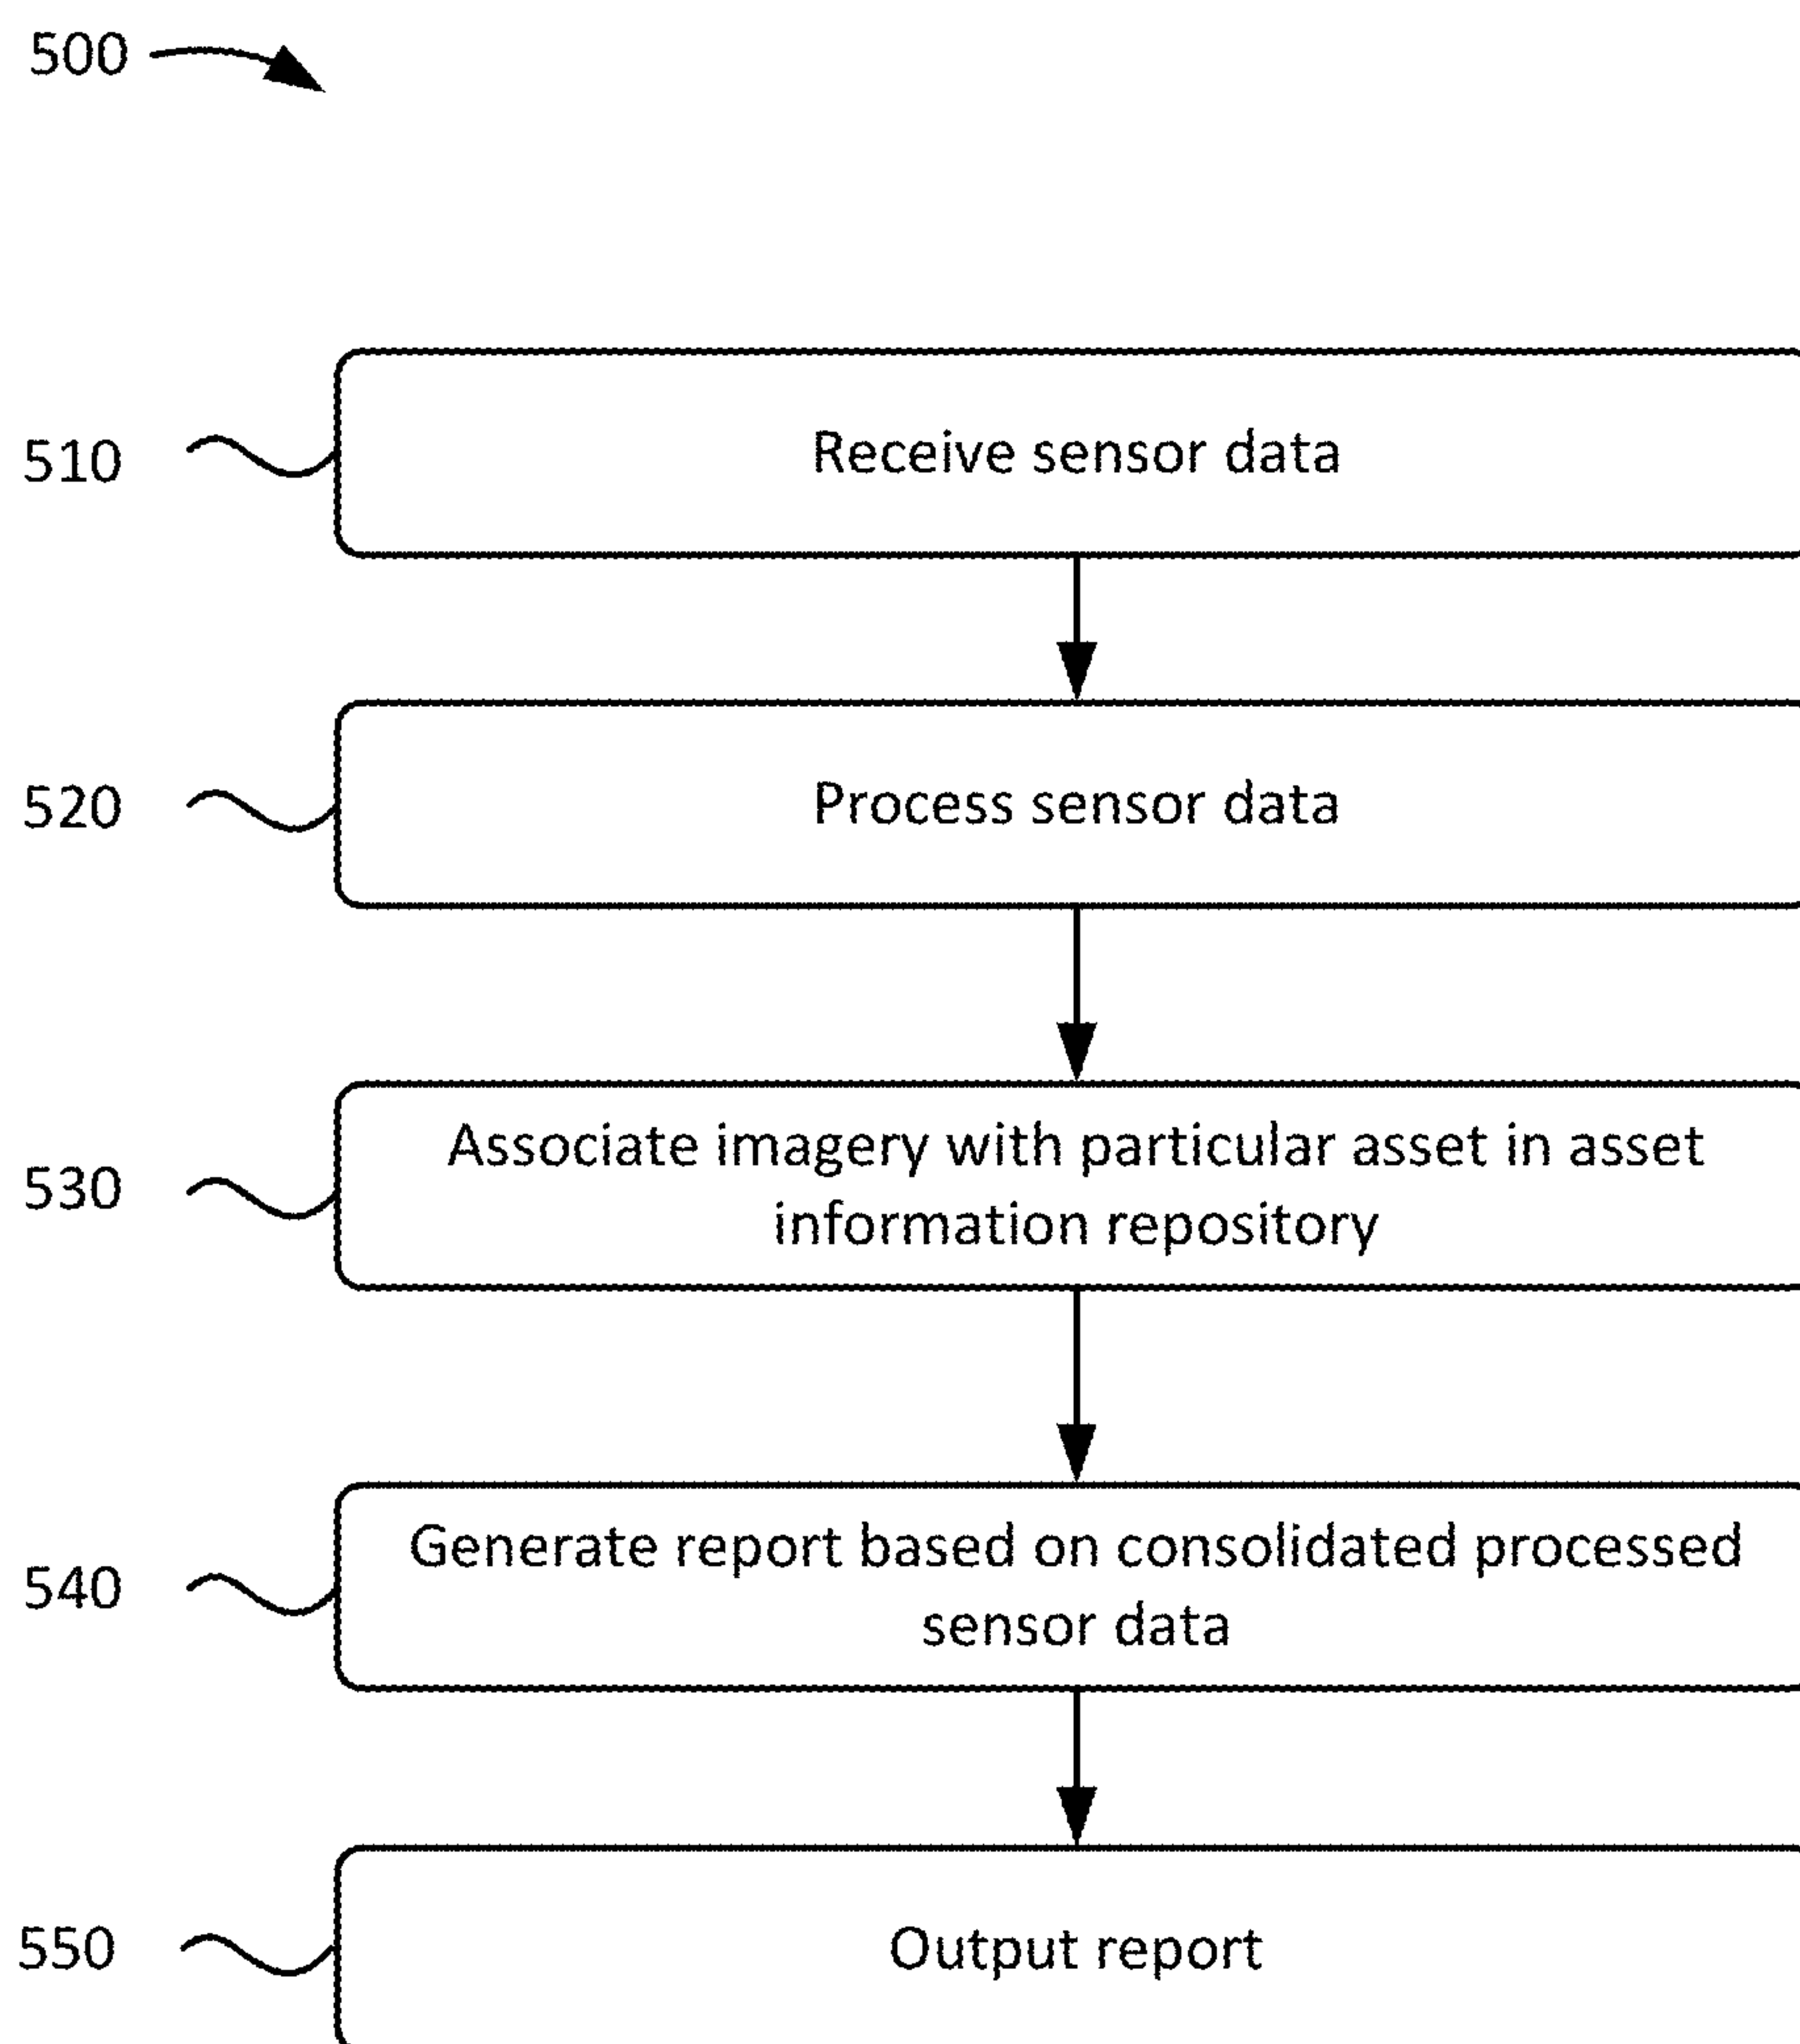 500
510
Receive sensor data
520
Process sensor data
530
Associate imagery with particular asset in asset
information repository
540
Generate report based on consolidated processed
sensor data
550
Output report